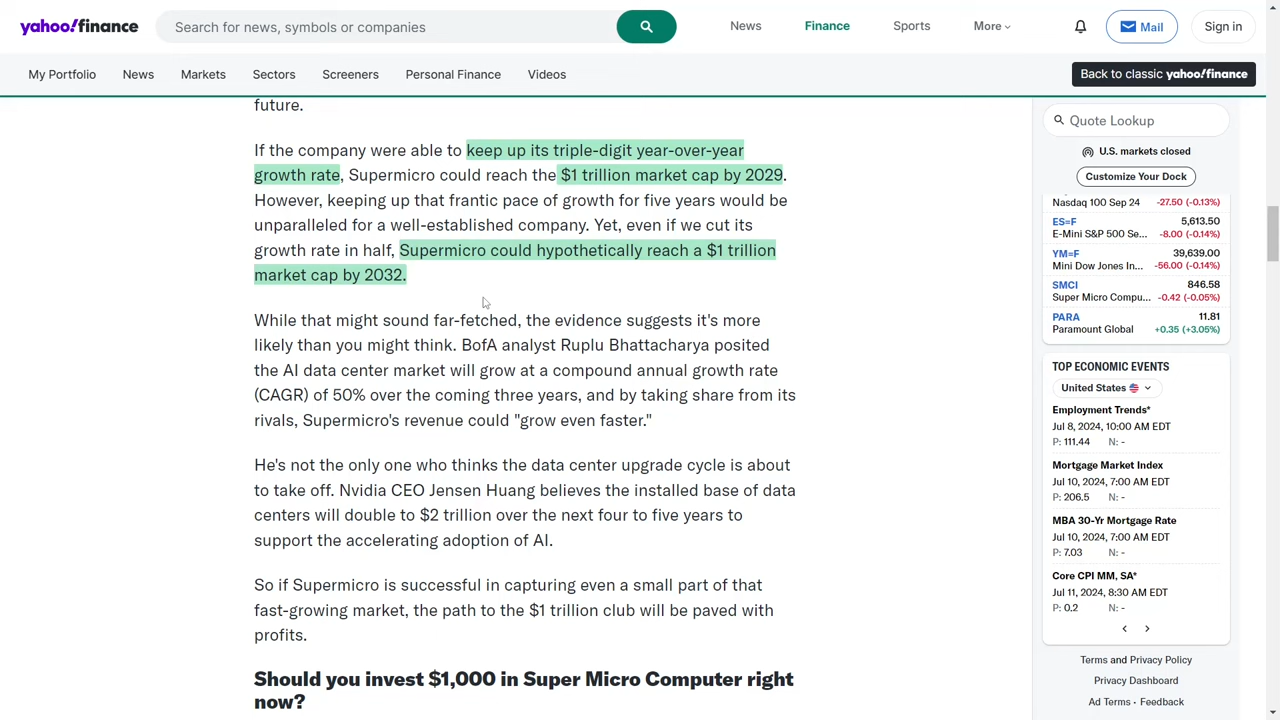 yahoo!finance
Search for news, symbols or companies
News
Finance
Sports
More
Mail
Sign in
My Portfolio
News
Markets
Sectors
Screeners
Personal Finance
Videos
Back to classic yahoo!finance
future.
If the company were able to keep up its triple-digit year-over-year
growth rate, Supermicro could reach the $1 trillion market cap by 2029.
However, keeping up that frantic pace of growth for five years would be
unparalleled for a well-established company. Yet, even if we cut its
growth rate in half, Supermicro could hypothetically reach a $1 trillion
market cap by 2032.
While that might sound far-fetched, the evidence suggests it's more
likely than you might think. BofA analyst Ruplu Bhattacharya posited
the AI data center market will grow at a compound annual growth rate
(CAGR) of 50% over the coming three years, and by taking share from its
rivals, Supermicro's revenue could "grow even faster."
He's not the only one who thinks the data center upgrade cycle is about
to take off. Nvidia CEO Jensen Huang believes the installed base of data
centers will double to $2 trillion over the next four to five years to
support the accelerating adoption of AI.
So if Supermicro is successful in capturing even a small part of that
fast-growing market, the path to the $1 trillion club will be paved with
profits.
Should you invest $1,000 in Super Micro Computer right
now?
Quote Lookup
U.S. markets closed
Customize Your Dock
Nasdaq 100 Sep 24 -27.50 (-0.13%)
ES=F 5,613.50
E-Mini S&P 500 Se... -8.00 (-0.14%)
YM=F 39,639.00
Mini Dow Jones In... -56.00 (-0.14%)
SMCI 846.58
Super Micro Compu... -0.42 (-0.05%)
PARA 11.81
Paramount Global +0.35 (+3.05%)
TOP ECONOMIC EVENTS
United States
Employment Trends*
Jul 8, 2024, 10:00 AM EDT
P: 111.44 N: -
Mortgage Market Index
Jul 10, 2024, 7:00 AM EDT
P: 206.5 N: -
MBA 30-Yr Mortgage Rate
Jul 10, 2024, 7:00 AM EDT
P: 7.03 N: -
Core CPI MM, SA*
Jul 11, 2024, 8:30 AM EDT
P: 0.2 N: -
Terms and Privacy Policy
Privacy Dashboard
Ad Terms • Feedback